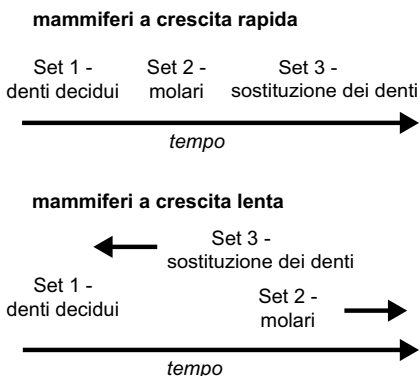 mammiferi a crescita rapida
Set 1 -
denti decidui
Set 2 -
molari
Set 3 -
sostituzione dei denti
tempo
mammiferi a crescita lenta
Set 3 -
sostituzione dei denti
Set 1 -
denti decidui
Set 2 -
molari
tempo